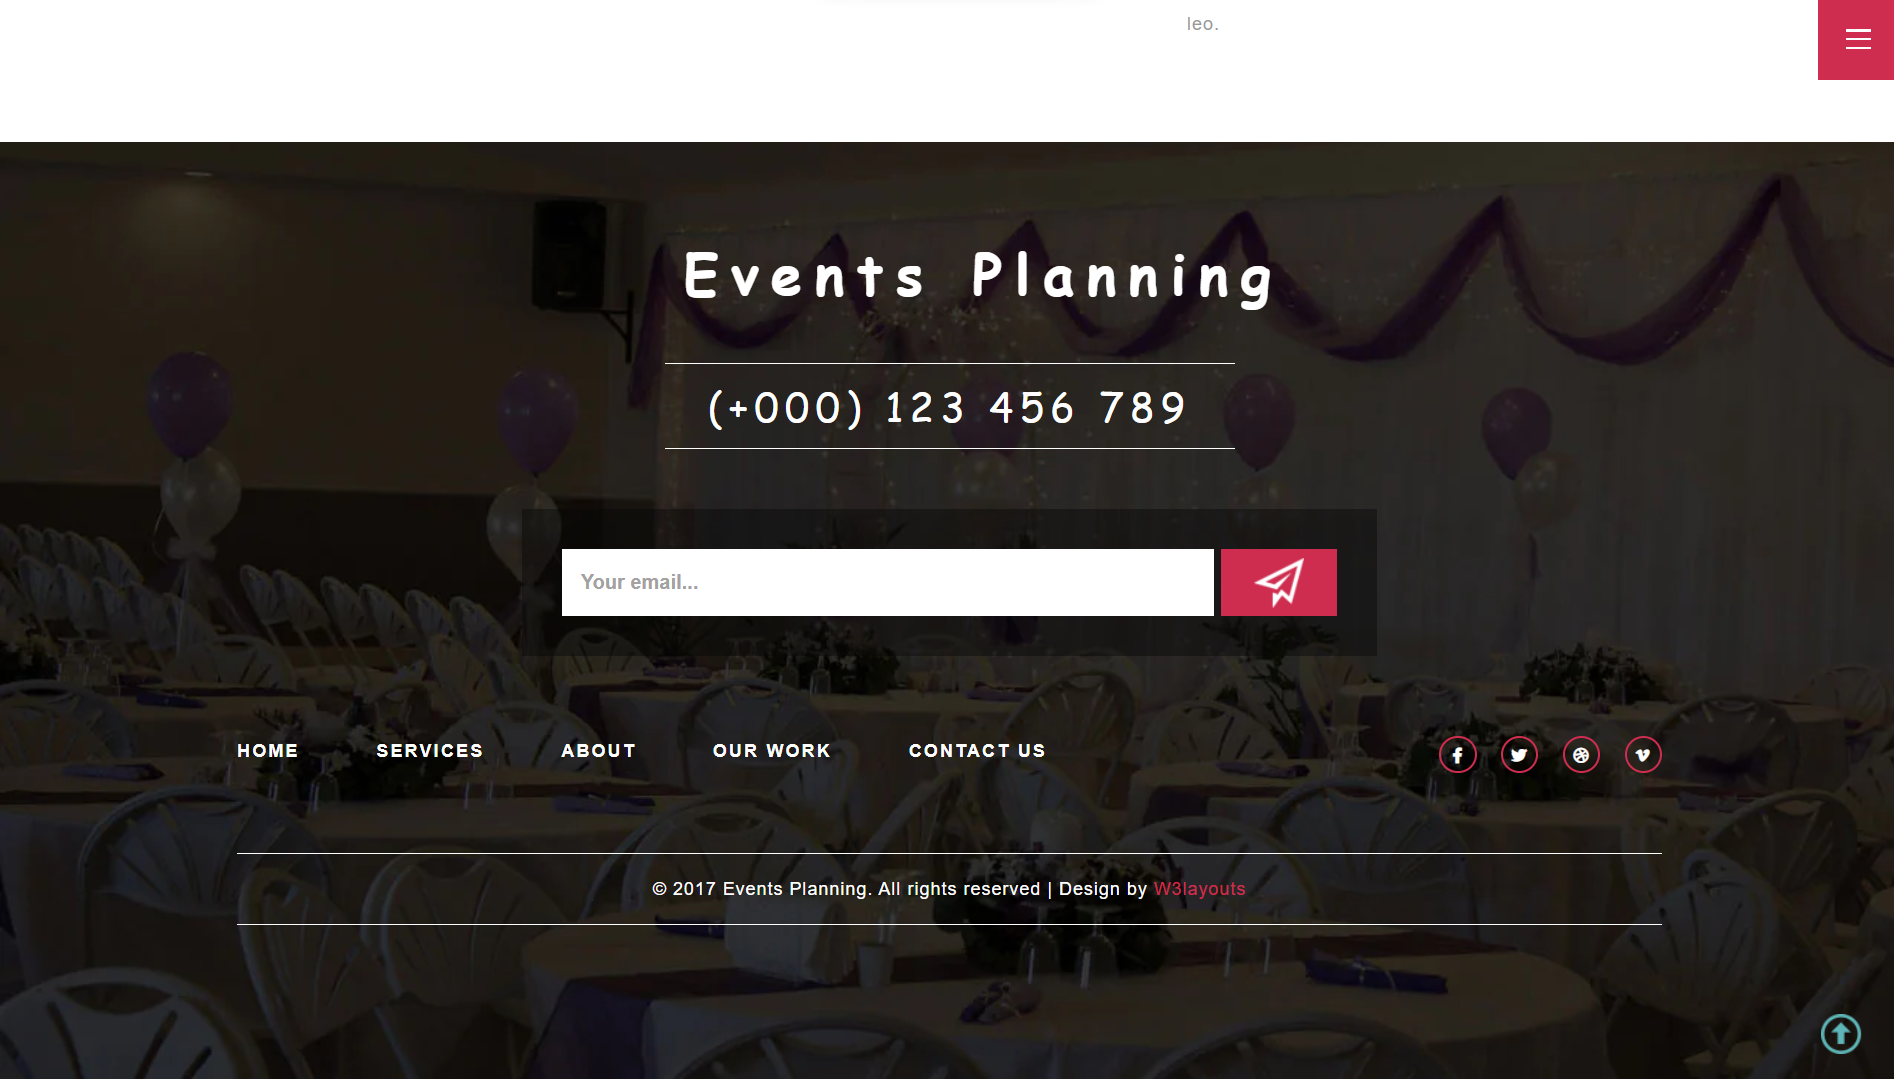 leo.
Events Planning
(+000) 123 456 789
Your email...
HOME SERVICES ABOUT OUR WORK CONTACT US
© 2017 Events Planning. All rights reserved | Design by W3layouts